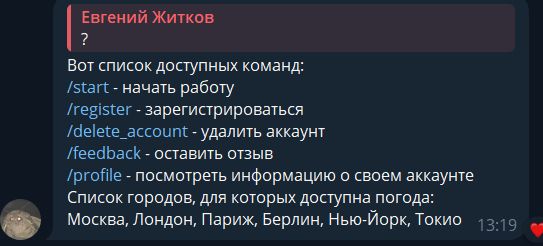 Евгений Житков
?
Вот список доступных команд:
/start - начать работу
/register - зарегистрироваться
/delete_account - удалить аккаунт
/feedback - оставить отзыв
/profile - посмотреть информацию о своем аккаунте
Список городов, для которых доступна погода:
Москва, Лондон, Париж, Берлин, Нью-Йорк, Токио
13:19